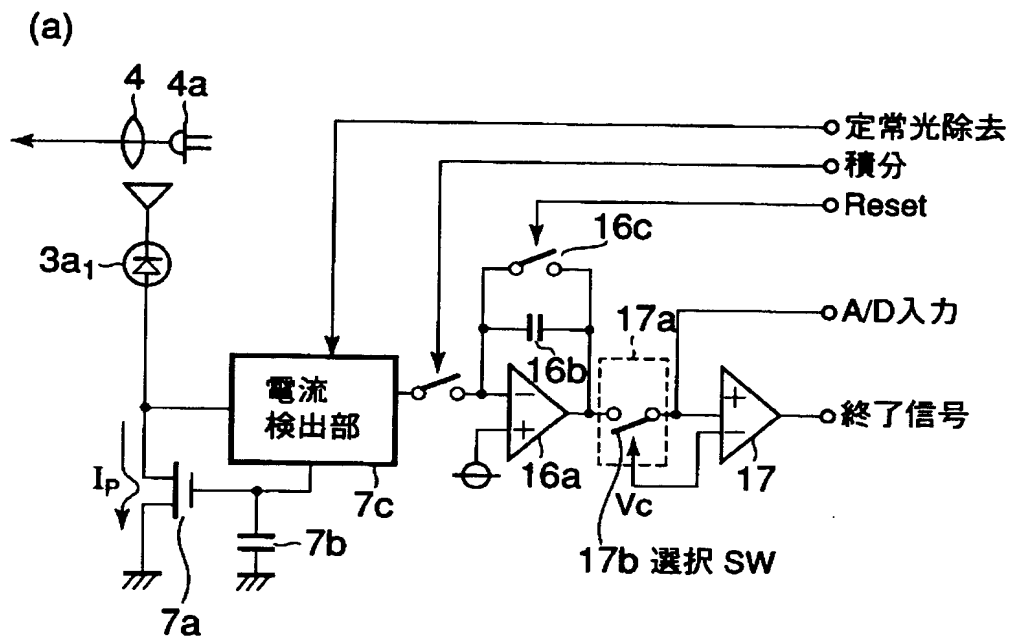 (a)
4
4a
定常光除去
積分
Reset
16c
3a1
A/D入力
17a
16b
電流
検出部
終了信号
16a
17
IP
7c
Vc
7b
17b 選択 SW
7a